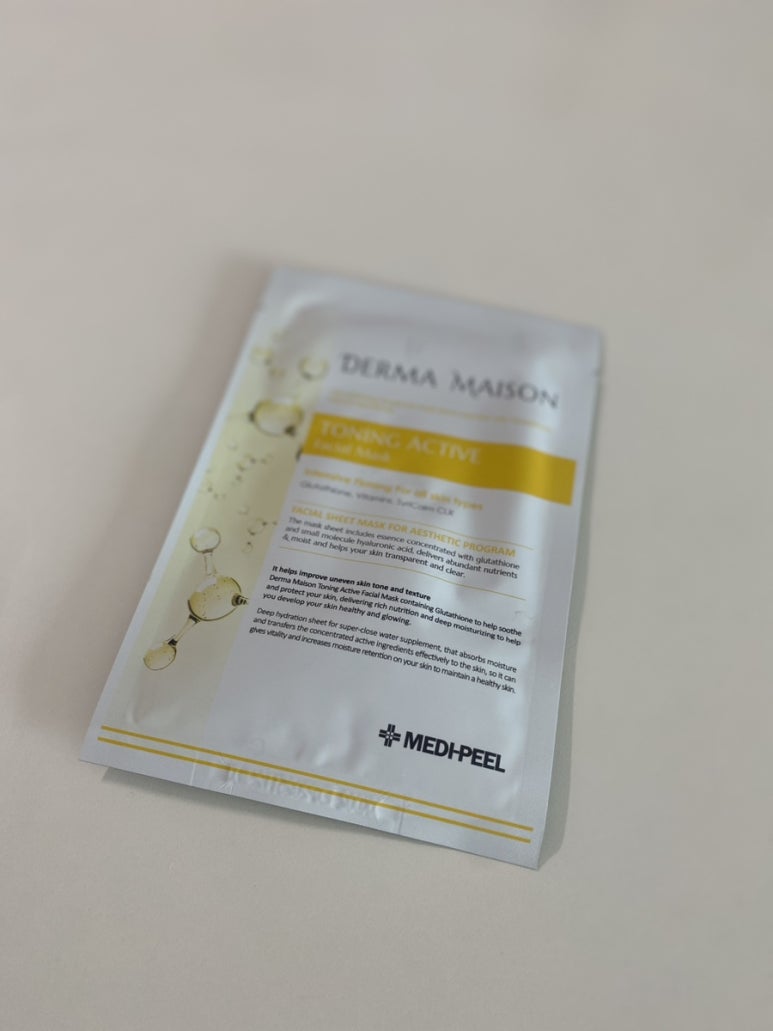 DERMA MAISON
TONING ACTIVE
Facial Mask
Intensive Toning For all skin types
Glutathione, Vitamins,
FACIAL SHEET MASK FOR AESTHETIC PROGRAM
The mask sheet includes essence concentrated with glutathione
and small molecule hyaluronic acid, delivers abundant nutrients
& moist and helps your skin transparent and clear.
It helps improve uneven skin tone and texture
Derma Maison Toning Active Facial Mask containing Glutathione to help soothe
and protect your skin, delivering rich nutrition and deep moisturizing to help
you develop your skin healthy and glowing.
Deep hydration sheet for super-close water supplement, that absorbs moisture
and transfers the concentrated active ingredients effectively to the skin, so it can
gives vitality and increases moisture retention on your skin to maintain a healthy skin.
MEDI-PEEL